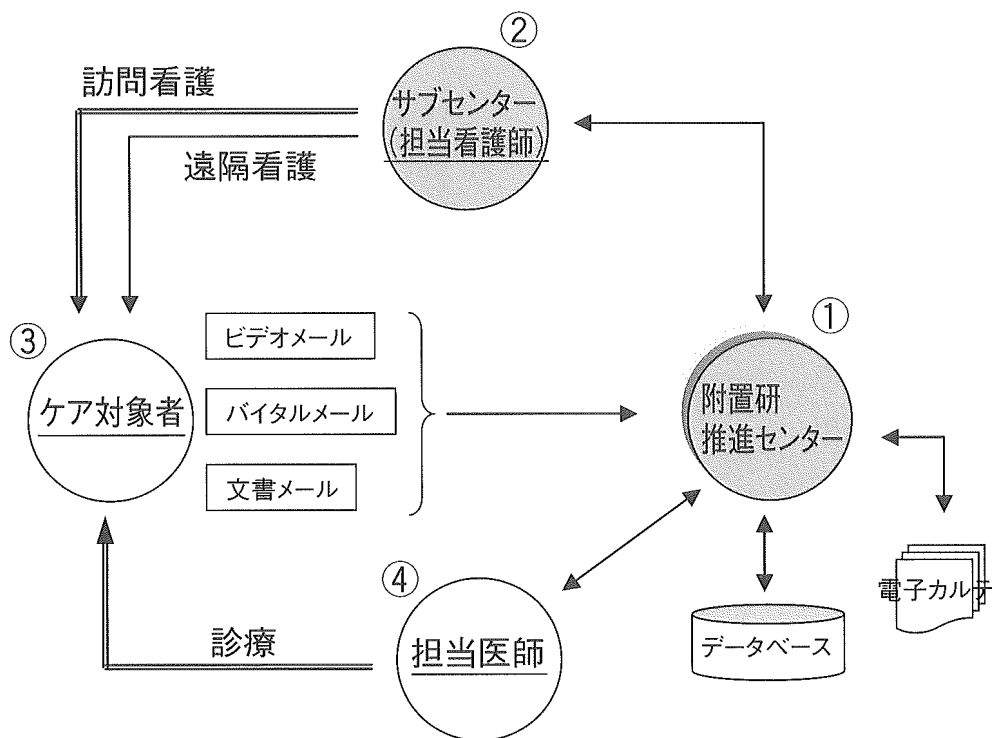 ②
訪問看護
サブセンター
(担当看護師)
遠隔看護
①
③
ビデオメール
ケア対象者
バイタルメール
附置研
推進センター
文書メール
④
電子カルテ
診療
担当医師
データベース